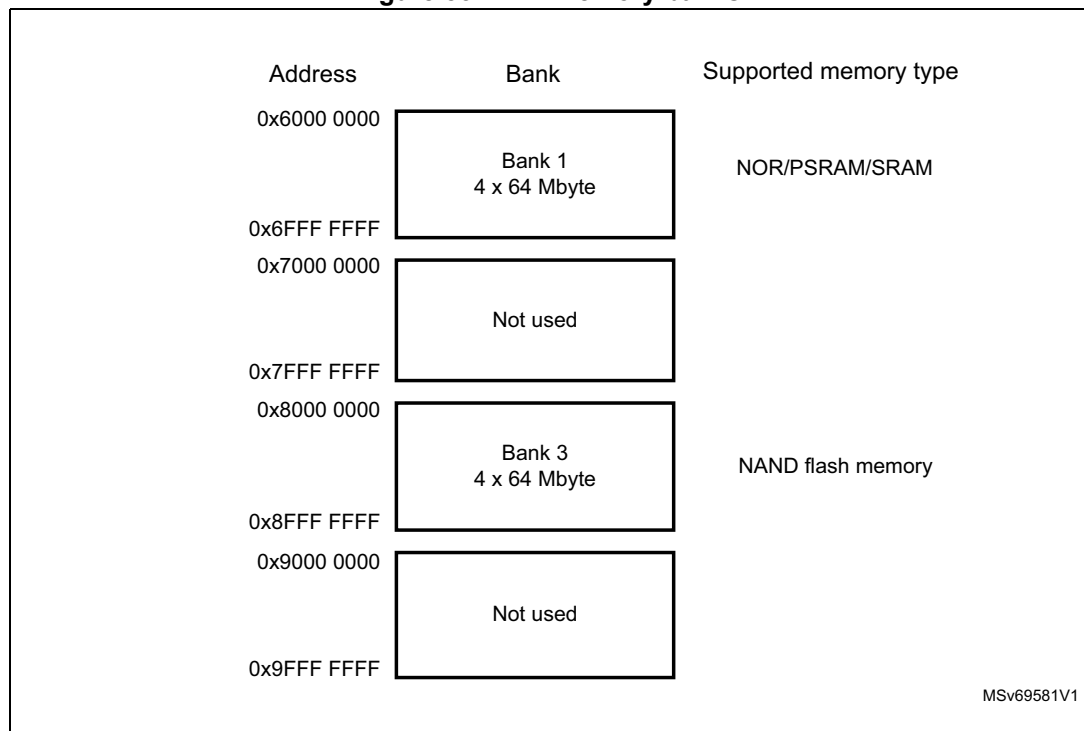 Address Bank Supported memory type
0x6000 0000
Bank 1
4 x 64 Mbyte
NOR/PSRAM/SRAM
0x6FFF FFFF
0x7000 0000
Not used
0x7FFF FFFF
0x8000 0000
Bank 3
4 x 64 Mbyte
NAND flash memory
0x8FFF FFFF
0x9000 0000
Not used
0x9FFF FFFF
MSv69581V1